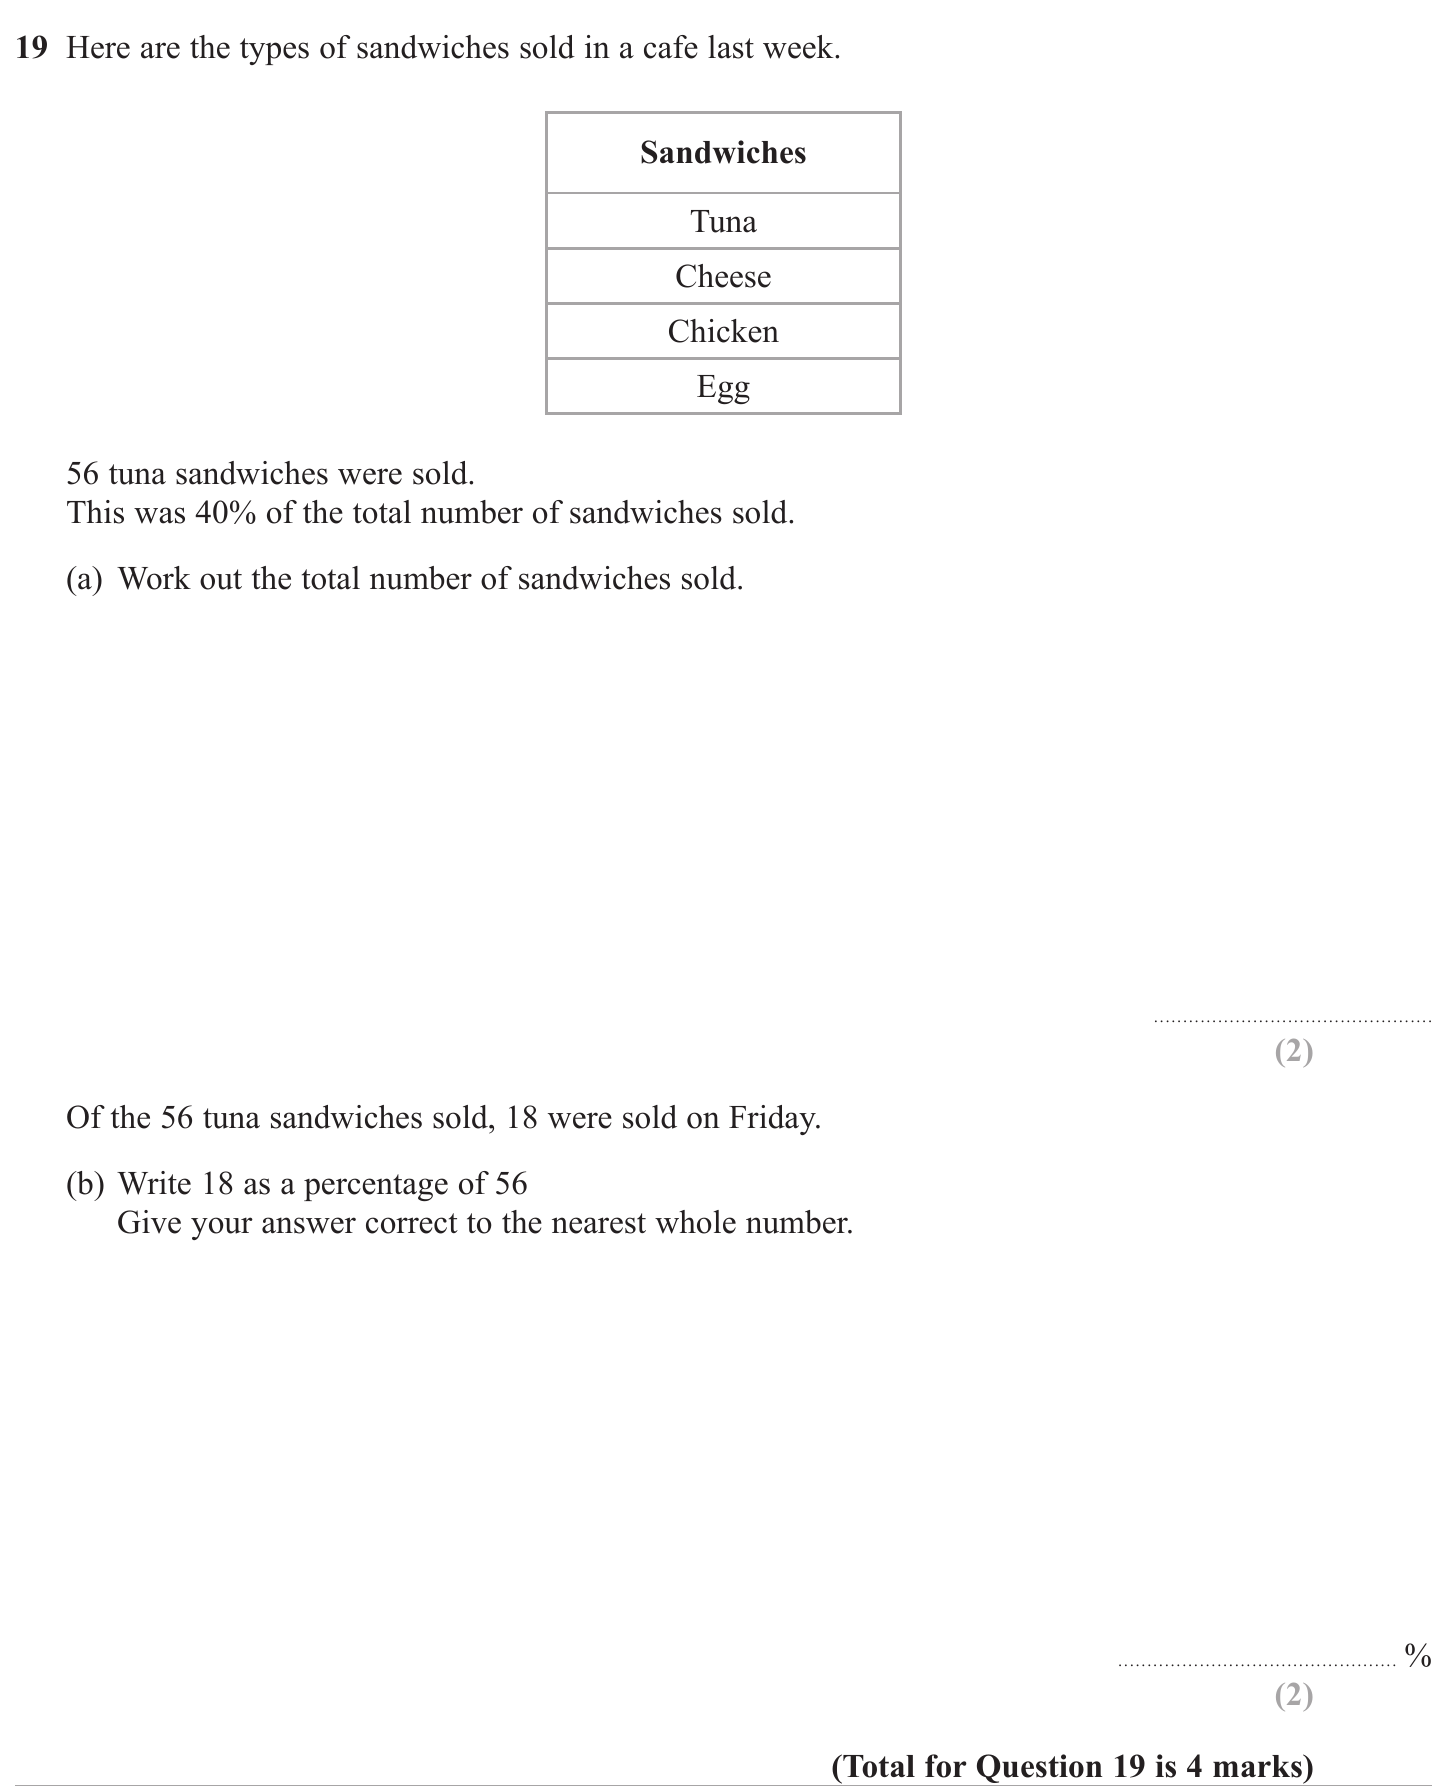 19 Here are the types of sandwiches sold in a cafe last week.
Sandwiches
Tuna
Cheese
Chicken
Egg
56 tuna sandwiches were sold.
This was 40% of the total number of sandwiches sold.
(a) Work out the total number of sandwiches sold.
(2)
Of the 56 tuna sandwiches sold, 18 were sold on Friday.
(b) Write 18 as a percentage of 56
Give your answer correct to the nearest whole number.
%
(2)
(Total for Question 19 is 4 marks)